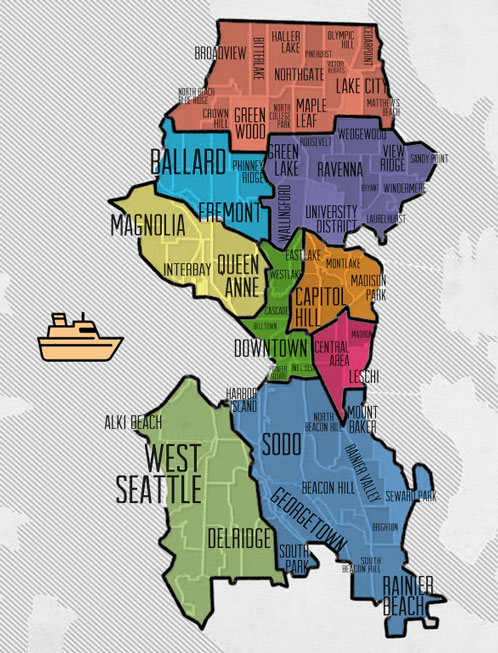 BROADVIEW
BITTERLAKE
HALLER
LAKE
PINEHURST
OLYMPIC
HILL
CEDARPOINT
NORTHGATE
VICTORY
HEIGHTS
LAKE CITY
NORTH BEACH
BLUE RIDGE
CROWN
HILL
GREEN
WOOD
NORTH
COLLEGE
PARK
MAPLE
LEAF
MATTHEW'S
BEACH
BALLARD
PHINNEY
RIDGE
FREMONT
GREEN
LAKE
ROOSEVELT
WEDGEWOOD
VIEW
RIDGE
SANDY POINT
RAVENNA
BRYANT
WINDERMERE
WALLINGFORD
UNIVERSITY
DISTRICT
LAURELHURST
MAGNOLIA
INTERBAY
QUEEN
ANNE
EASTLAKE
WESTLAKE
CASCADE
BELLTOWN
DOWNTOWN
PIONEER
SQUARE
INT'L DIST
MONTLAKE
MADISON
PARK
CAPITOL
HILL
MADRONA
CENTRAL
AREA
LESCHI
ALKI BEACH
WEST
SEATTLE
DELRIDGE
HARBOR
ISLAND
SODO
NORTH
BEACON HILL
MOUNT
BAKER
RAINIER VALLEY
BEACON HILL
SEWARD PARK
GEORGETOWN
BRIGHTON
SOUTH
PARK
SOUTH
BEACON HILL
RAINIER
BEACH